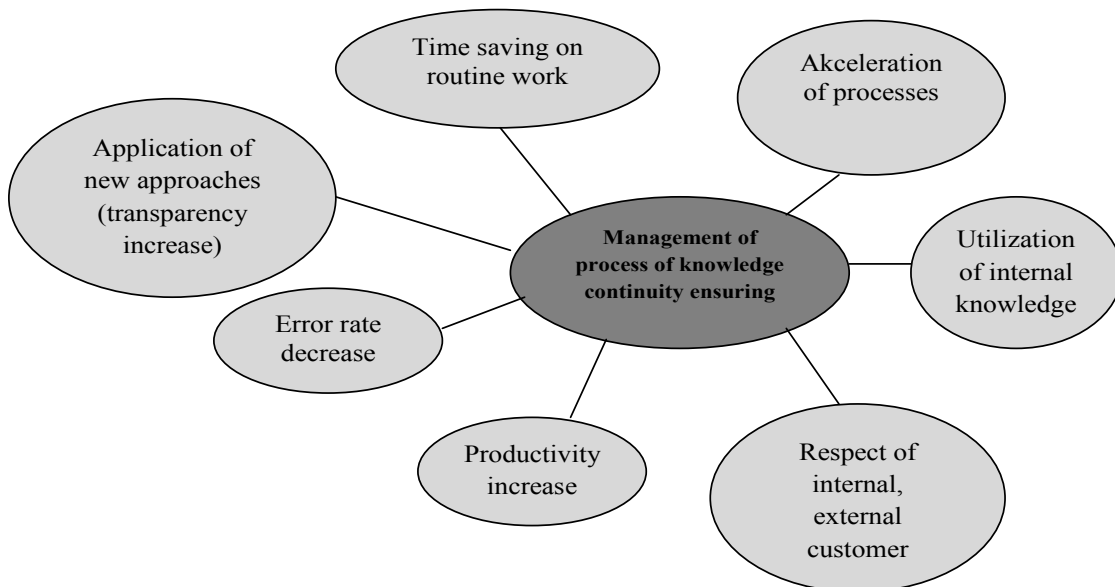 Time saving on
routine work
Akceleration
of processes
Application of
new approaches
(transparency
increase)
Management of
process of knowledge
continuity ensuring
Utilization
of internal
knowledge
Error rate
decrease
Productivity
increase
Respect of
internal,
external
customer